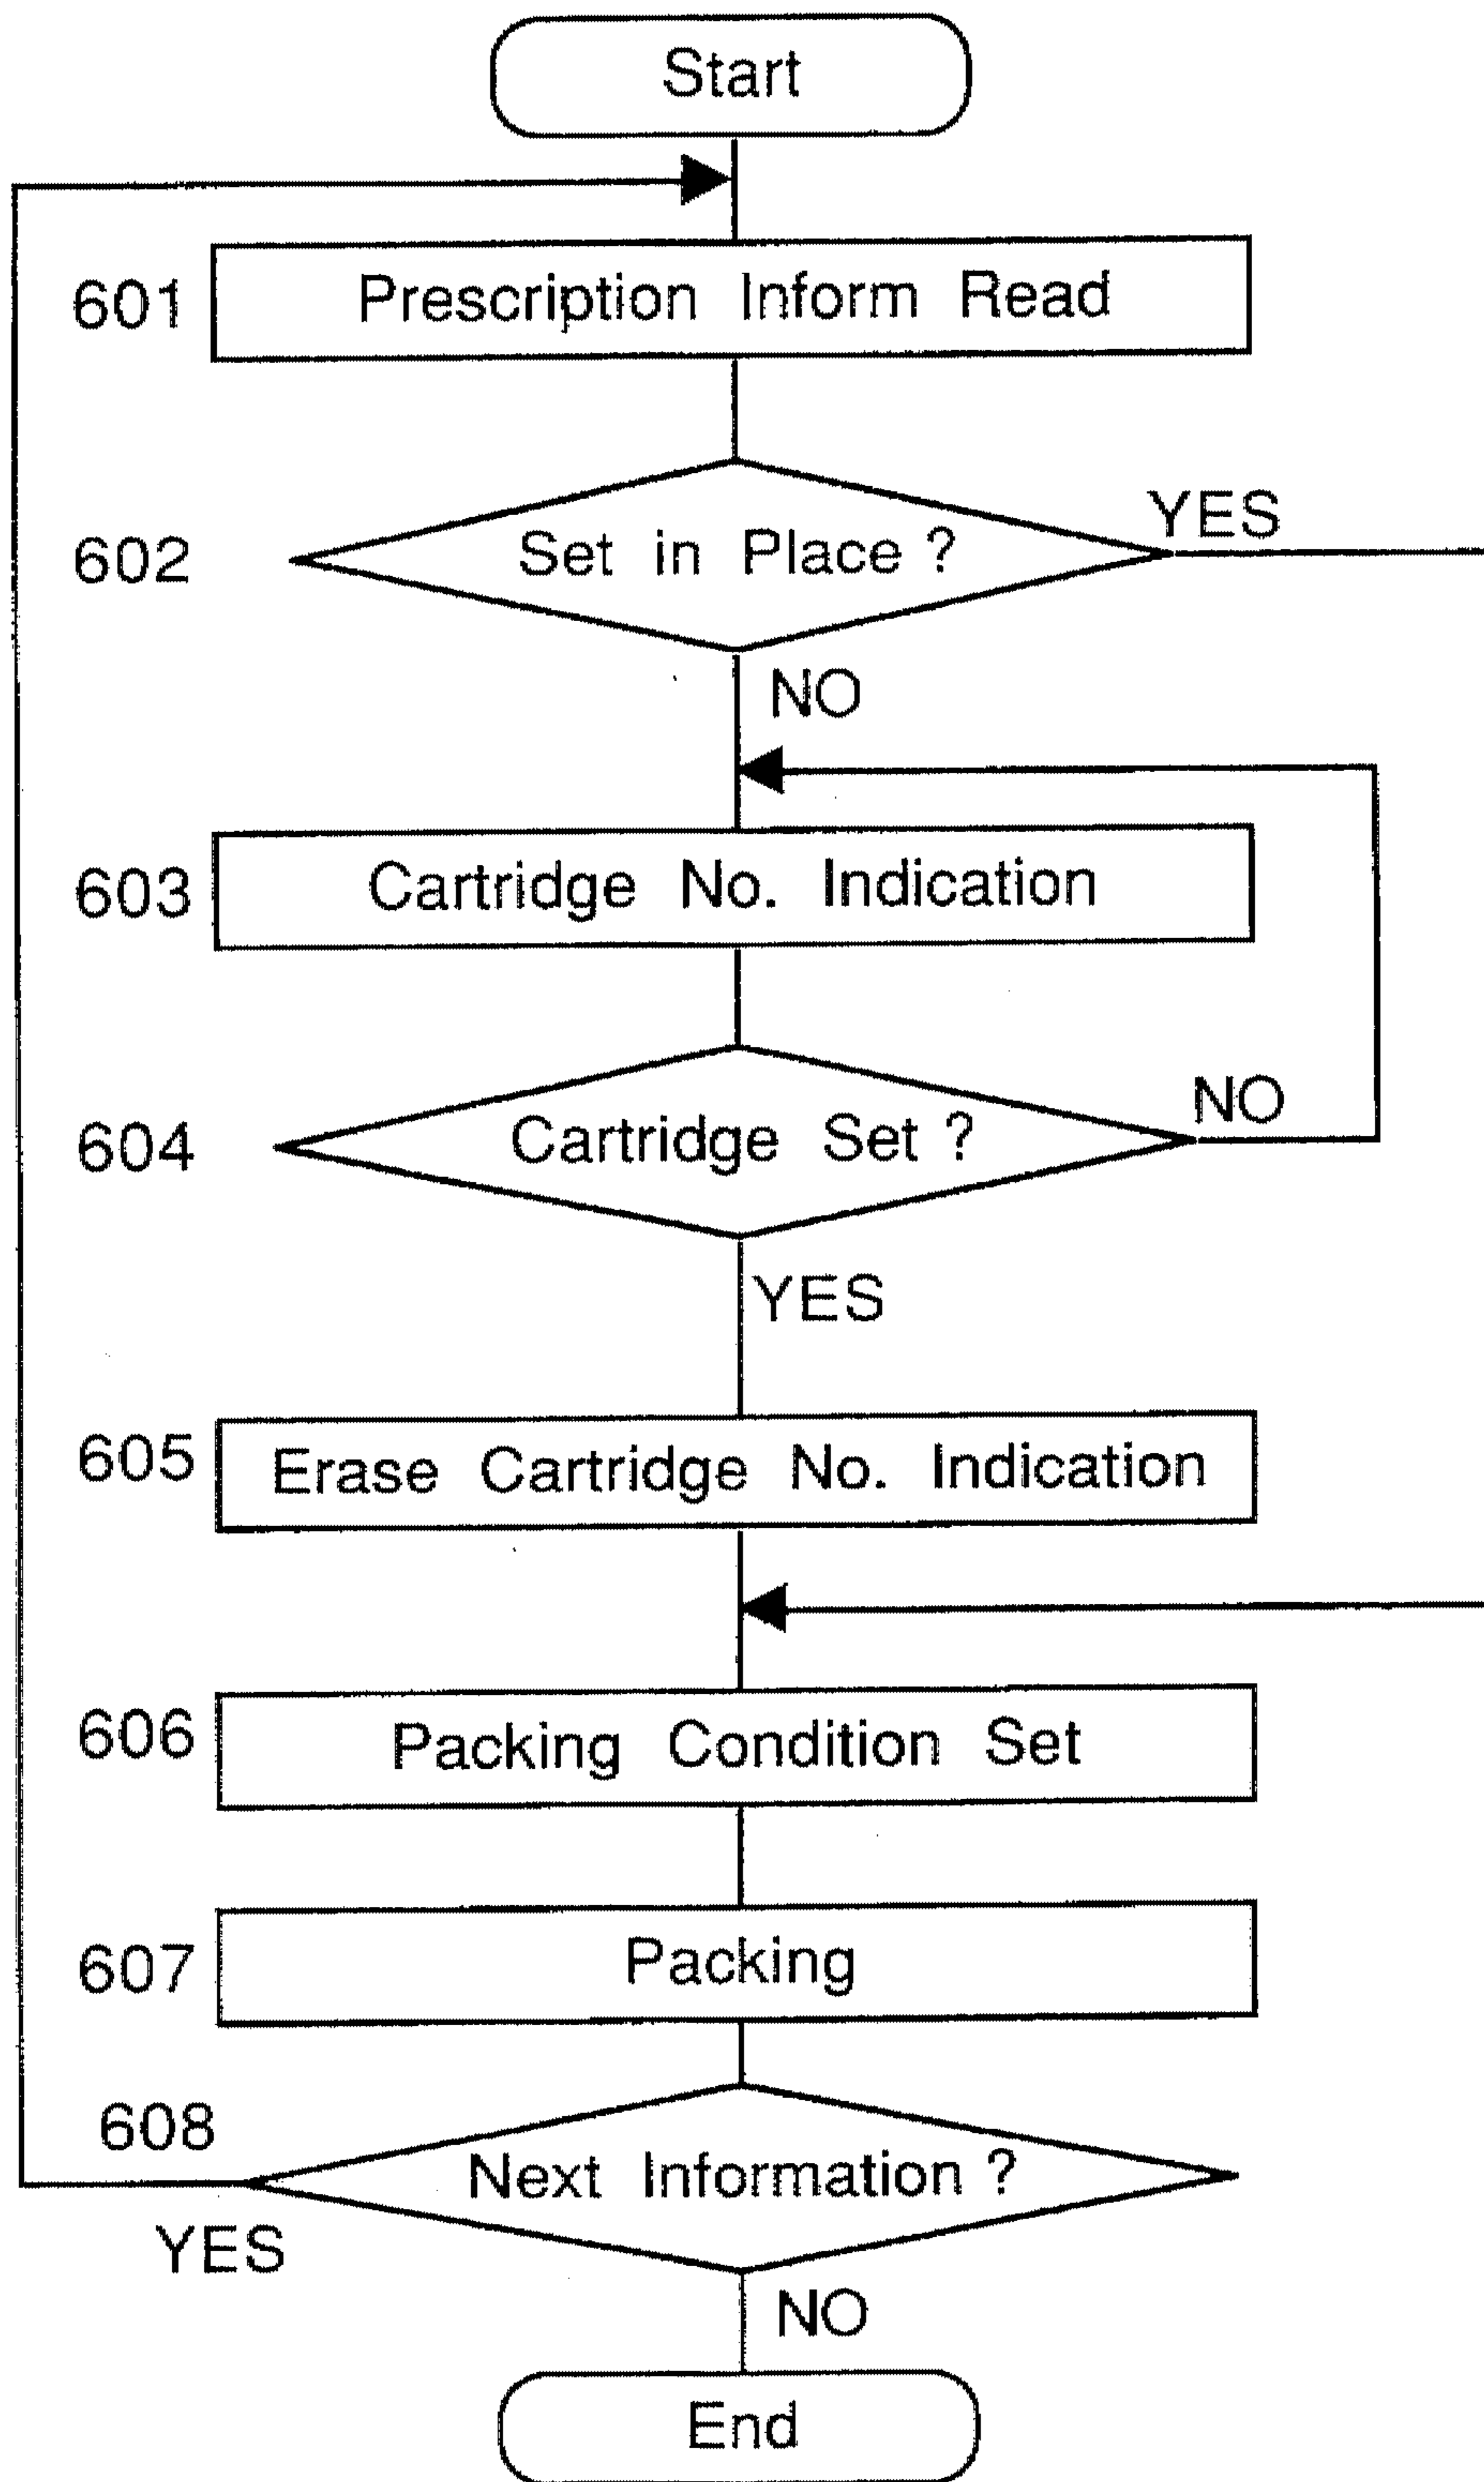 Start
601
Prescription Inform Read
602
Set in Place ?
YES
NO
603
Cartridge No. Indication
604
Cartridge Set ?
NO
YES
605
Erase Cartridge No. Indication
606
Packing Condition Set
607
Packing
608
Next Information ?
YES
NO
End